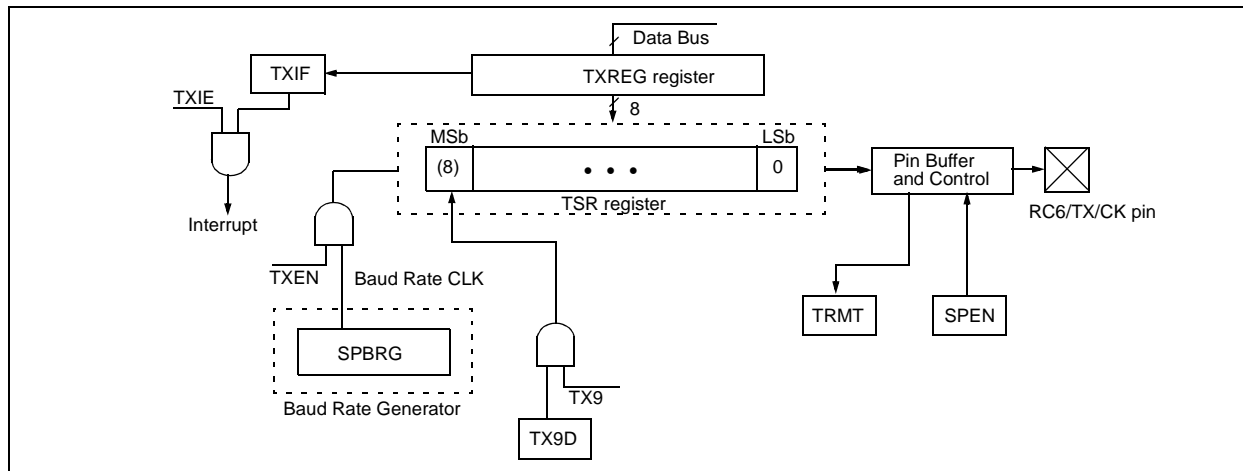 Data Bus
TXIF
TXREG register
TXIE
8
MSb
LSb
(8)
• • •
0
Pin Buffer
and Control
TSR register
RC6/TX/CK pin
Interrupt
TXEN
Baud Rate CLK
TRMT
SPEN
SPBRG
TX9
Baud Rate Generator
TX9D